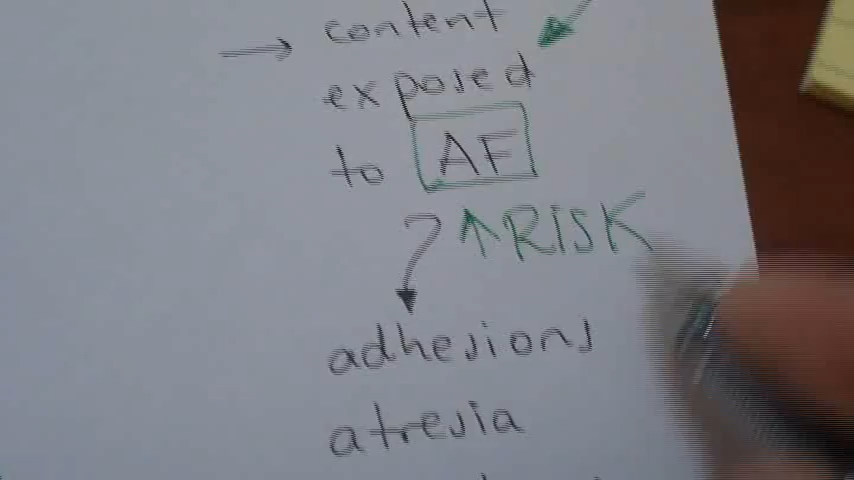 → content
exposed
to AF
↑ RISK
adhesions
atresia